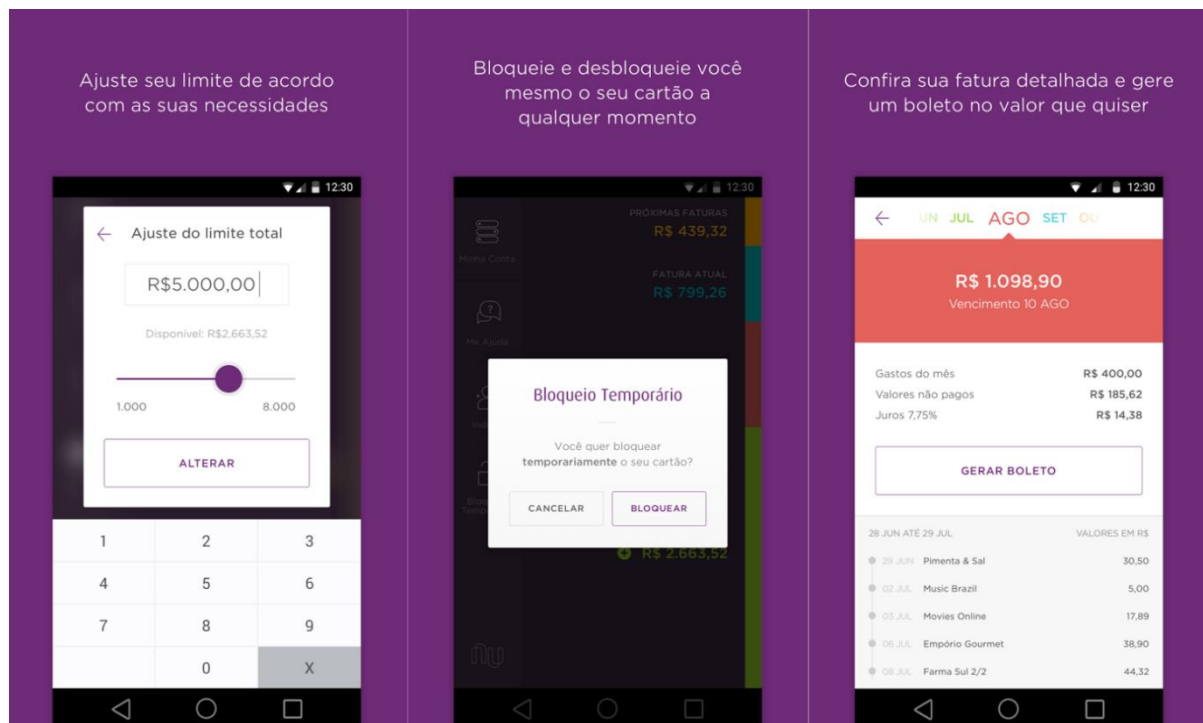 Ajuste seu limite de acordo
com as suas necessidades
12:30
Ajuste do limite total
R$5.000,00
Disponível: R$2.663,52
1.000 8.000
ALTERAR
1 2 3
4 5 6
7 8 9
0 X
Bloqueie e desbloqueie você
mesmo o seu cartão a
qualquer momento
12:30
PRÓXIMAS FATURAS
R$ 439,32
Minha Conta
FATURA ATUAL
R$ 799,26
Me Ajuda
Bloqueio Temporário
Você quer bloquear
temporariamente o seu cartão?
CANCELAR BLOQUEAR
R$ 2.663,52
nu
Confira sua fatura detalhada e gere
um boleto no valor que quiser
12:30
UN JUL AGO SET OU
R$ 1.098,90
Vencimento 10 AGO
Gastos do mês R$ 400,00
Valores não pagos R$ 185,62
Juros 7,75% R$ 14,38
GERAR BOLETO
28 JUN ATÉ 29 JUL VALORES EM R$
29 JUN Pimenta & Sal 30,50
02 JUL Music Brazil 5,00
03 JUL Movies Online 17,89
06 JUL Empório Gourmet 38,90
08 JUL Farma Sul 2/2 44,32